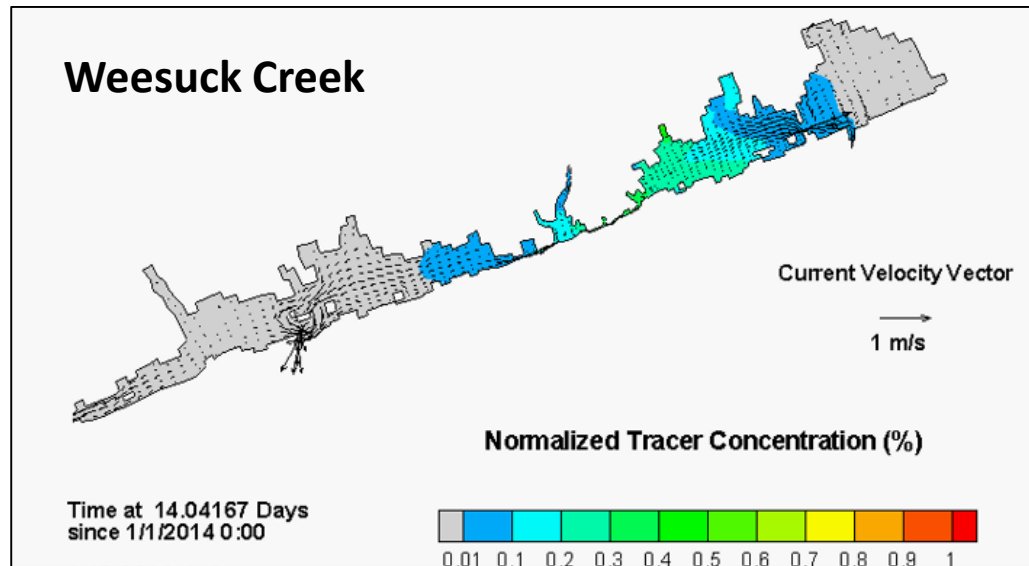 Weesuck Creek
Current Velocity Vector
1 m/s
Normalized Tracer Concentration (%)
Time at 14.04167 Days
since 1/1/2014 0:00
0.01 0.1 0.2 0.3 0.4 0.5 0.6 0.7 0.8 0.9 1